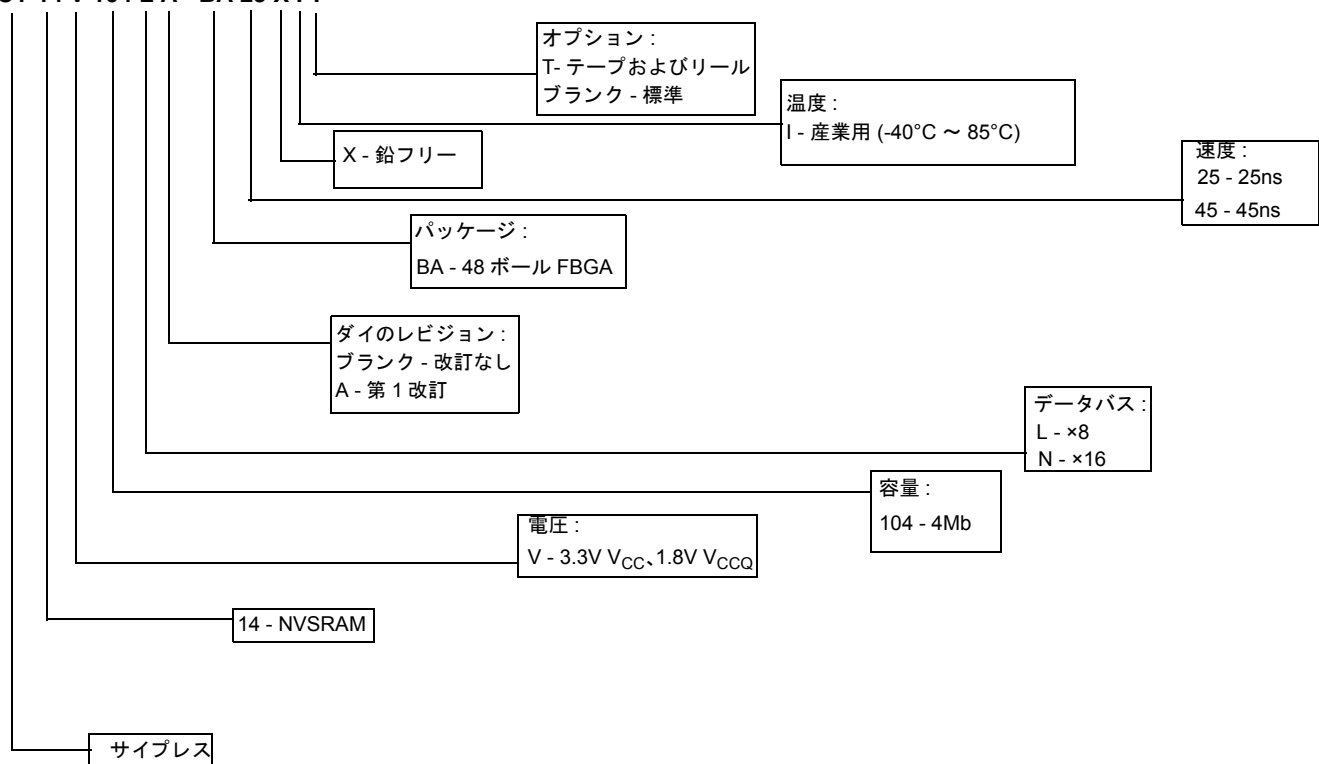 オプション :
T- テープおよびリール
ブランク - 標準
温度 :
I - 産業用 (-40°C ～ 85°C)
X - 鉛フリー
速度 :
25 - 25ns
45 - 45ns
パッケージ :
BA - 48 ボール FBGA
ダイのレビジョン :
ブランク - 改訂なし
A - 第 1 改訂
データバス :
L - ×8
N - ×16
容量 :
104 - 4Mb
電圧 :
V - 3.3V VCC、1.8V VCCQ
14 - NVSRAM
サイプレス